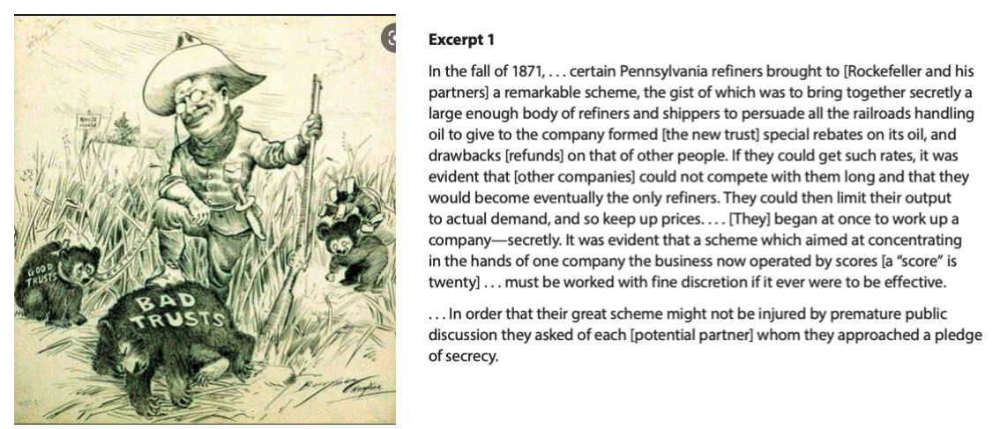 WHITE
HOUSE
GOOD
TRUSTS
BAD
TRUSTS
Berryman
Excerpt 1
In the fall of 1871, . . . certain Pennsylvania refiners brought to [Rockefeller and his
partners] a remarkable scheme, the gist of which was to bring together secretly a
large enough body of refiners and shippers to persuade all the railroads handling
oil to give to the company formed [the new trust] special rebates on its oil, and
drawbacks [refunds] on that of other people. If they could get such rates, it was
evident that [other companies] could not compete with them long and that they
would become eventually the only refiners. They could then limit their output
to actual demand, and so keep up prices. . . . [They] began at once to work up a
company—secretly. It was evident that a scheme which aimed at concentrating
in the hands of one company the business now operated by scores [a “score” is
twenty] . . . must be worked with fine discretion if it ever were to be effective.
. . . In order that their great scheme might not be injured by premature public
discussion they asked of each [potential partner] whom they approached a pledge
of secrecy.